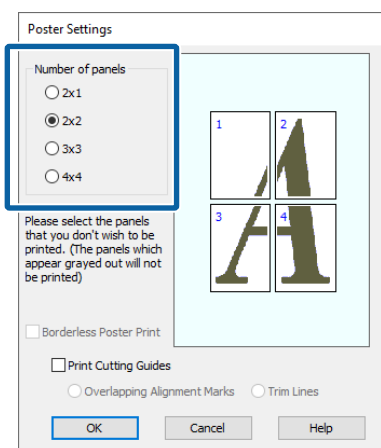 Poster Settings
Number of panels
2x1
2x2
3x3
4x4
1 2
3 4
Please select the panels
that you don't wish to be
printed. (The panels which
appear grayed out will not
be printed)
Borderless Poster Print
Print Cutting Guides
Overlapping Alignment Marks Trim Lines
OK Cancel Help